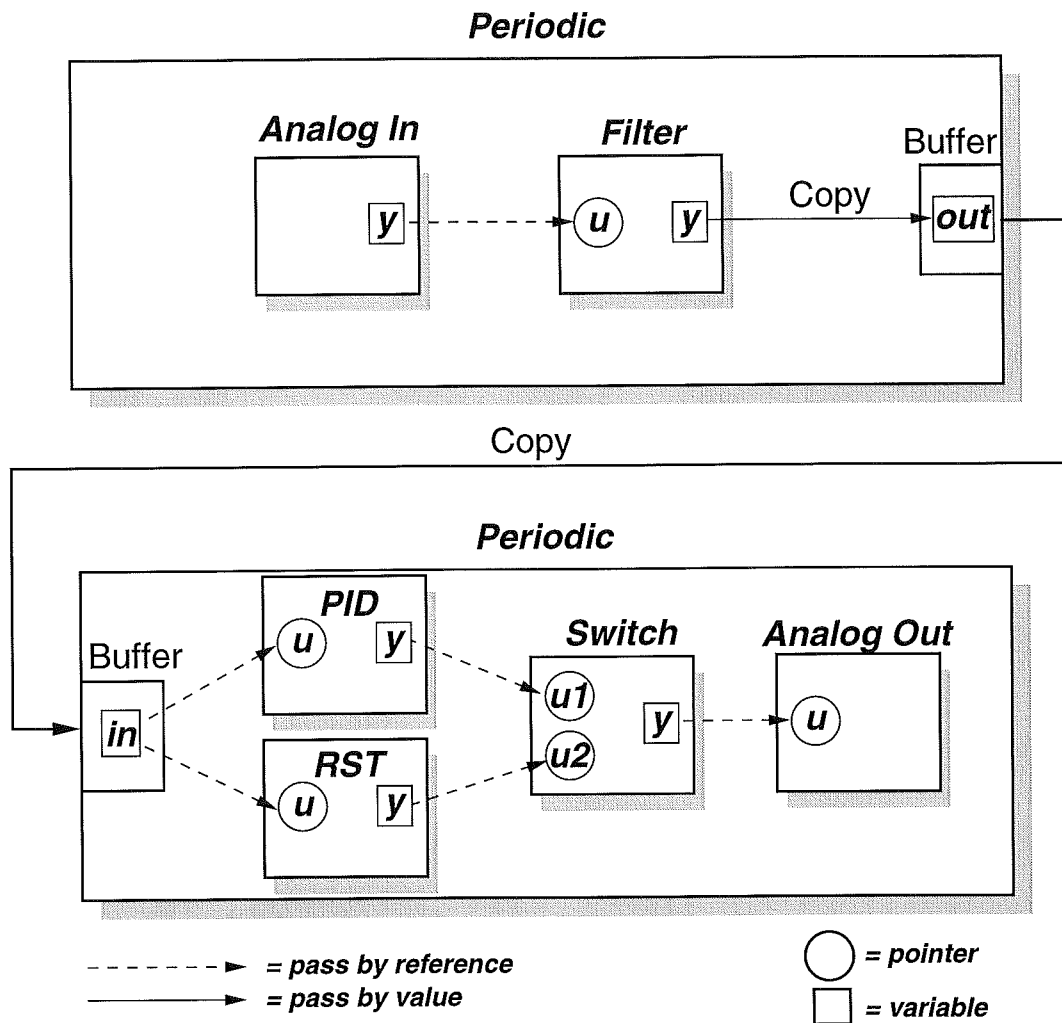 Periodic
Analog In
Filter
Buffer
y
u
y
Copy
out
Copy
Periodic
PID
u
y
Switch
Analog Out
Buffer
in
u1
y
u
u2
RST
u
y
= pass by reference
= pointer
= pass by value
= variable